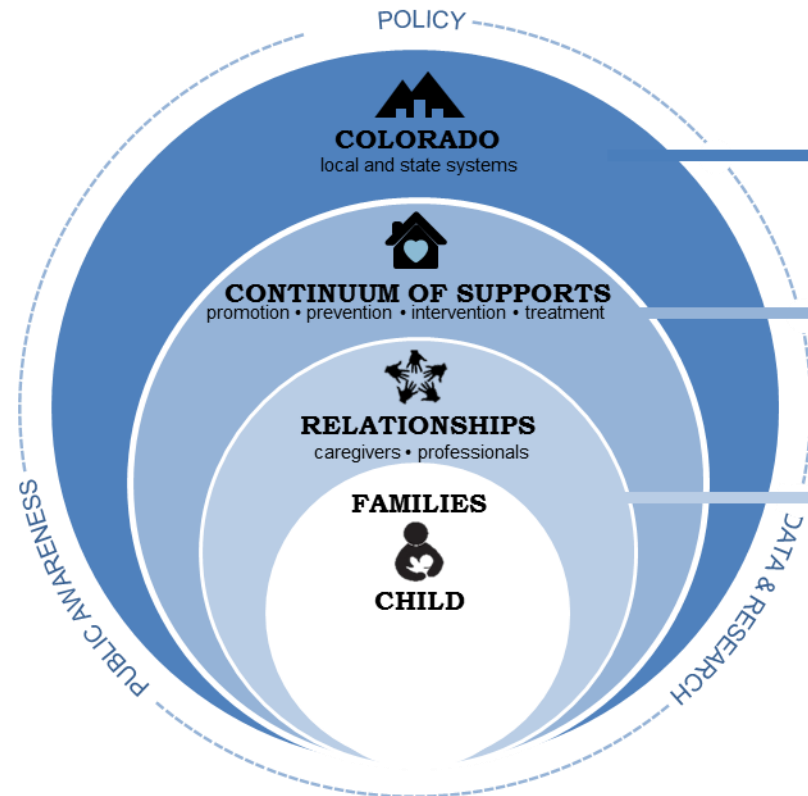 POLICY
COLORADO
local and state systems
CONTINUUM OF SUPPORTS
promotion • prevention • intervention • treatment
RELATIONSHIPS
caregivers • professionals
FAMILIES
CHILD
PUBLIC AWARENESS
DATA & RESEARCH